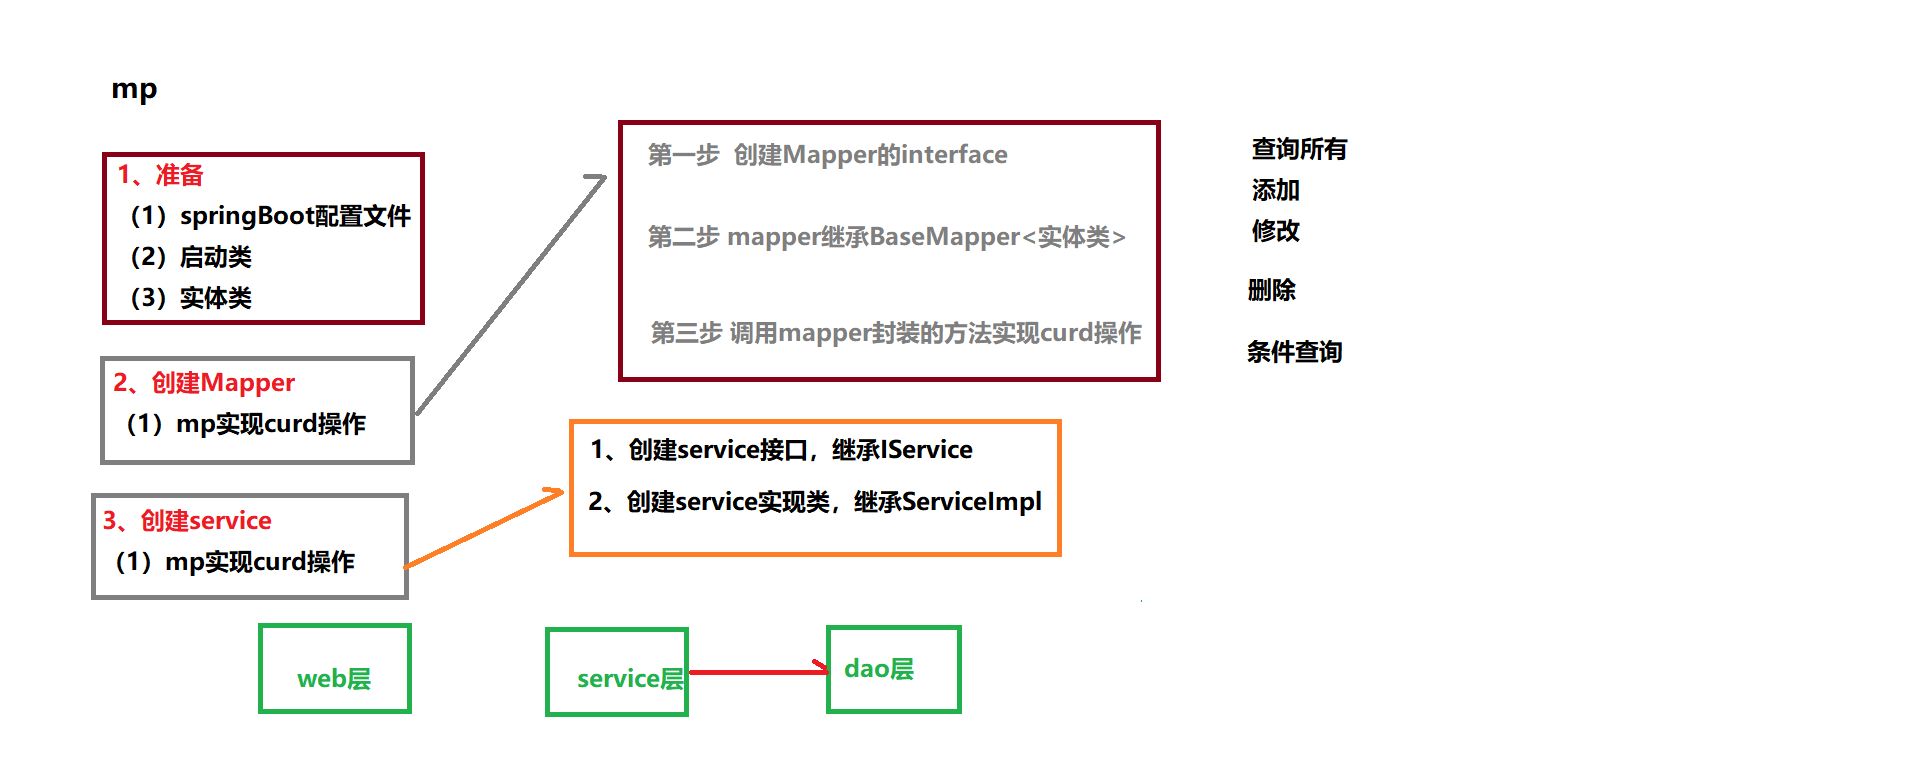 mp
1、准备
（1）springBoot配置文件
（2）启动类
（3）实体类
2、创建Mapper
（1）mp实现curd操作
3、创建service
（1）mp实现curd操作
第一步 创建Mapper的interface
第二步 mapper继承BaseMapper<实体类>
第三步 调用mapper封装的方法实现curd操作
查询所有
添加
修改
删除
条件查询
1、创建service接口，继承IService
2、创建service实现类，继承ServiceImpl
web层
service层
dao层